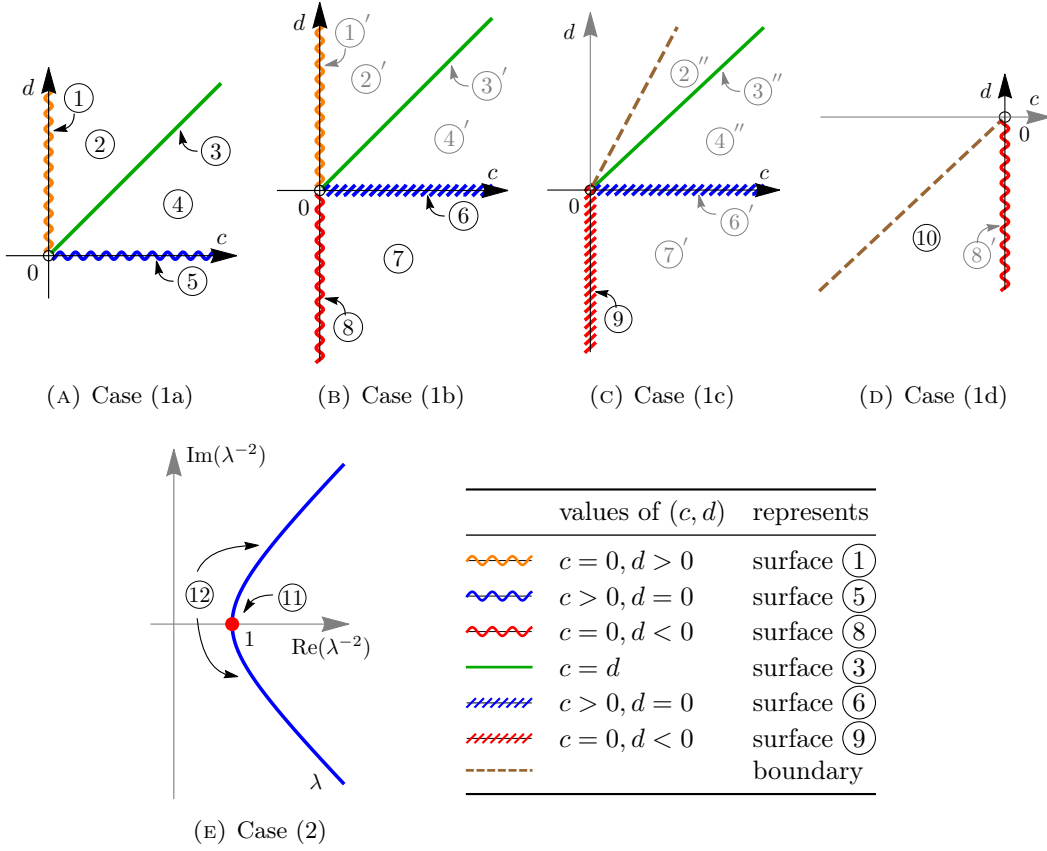 d
①
②
③
④
c
0
⑤
(A) Case (1a)
d
①′
②′
③′
④′
c
0
⑥
⑦
⑧
(B) Case (1b)
d
②″
③″
④″
c
0
⑥′
⑦′
⑨
(C) Case (1c)
d
c
0
⑩
⑧′
(D) Case (1d)
Im(λ⁻²)
⑫
⑪
1
Re(λ⁻²)
λ
(E) Case (2)
values of (c, d) represents
c = 0, d > 0 surface ①
c > 0, d = 0 surface ⑤
c = 0, d < 0 surface ⑧
c = d surface ③
c > 0, d = 0 surface ⑥
c = 0, d < 0 surface ⑨
boundary